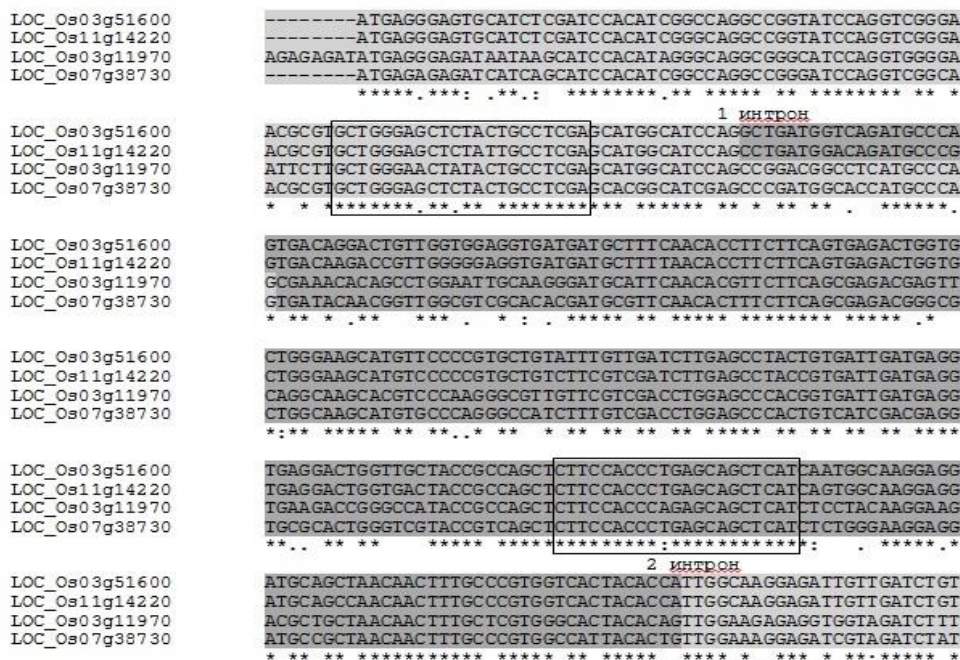 LOC_Os03g51600 --------ATGAGGGAGTGCATCTCGATCCACATCGGCCAGGCCGGTATCCAGGTCGGGA
LOC_Os11g14220 --------ATGAGGGAGTGCATCTCGATCCACATCGGGCAGGCCGGTATCCAGGTCGGGA
LOC_Os03g11970 AGAGAGATATGAGGGAGATAATAAGCATCCACATAGGGCAGGCGGGCATCCAGGTGGGGA
LOC_Os07g38730 --------ATGAGAGAGATCATCAGCATCCACATCGGCCAGGCCGGGATCCAGGTCGGCA
*****.***: .**.: ********.** ***** ** ******** ** *
1 интрон
LOC_Os03g51600 ACGCGTGCTGGGAGCTCTACTGCCTCGAGCATGGCATCCAGGCTGATGGTCAGATGCCCA
LOC_Os11g14220 ACGCGTGCTGGGAGCTCTATTGCCTCGAGCATGGCATCCAGCCTGATGGACAGATGCCCG
LOC_Os03g11970 ATTCTTGCTGGGAACTATACTGCCTCGAGCATGGCATCCAGCCGGACGGCCTCATGCCCA
LOC_Os07g38730 ACGCGTGCTGGGAGCTCTACTGCCTCGAGCACGGCATCGAGCCCGATGGCACCATGCCCA
* * ********.**.** *********** ****** ** * ** ** . ******.
LOC_Os03g51600 GTGACAGGACTGTTGGTGGAGGTGATGATGCTTTCAACACCTTCTTCAGTGAGACTGGTG
LOC_Os11g14220 GTGACAAGACCGTTGGGGGAGGTGATGATGCTTTTAACACCTTCTTCAGTGAGACTGGTG
LOC_Os03g11970 GCGAAACACAGCCTGGAATTGCAAGGGATGCATTCAACACGTTCTTCAGCGAGACGAGTT
LOC_Os07g38730 GTGATACAACGGTTGGCGTCGCACACGATGCGTTCAACACTTTCTTCAGCGAGACGGGCG
* ** * .** *** . * : . ***** ** ***** ******** ***** .*
LOC_Os03g51600 CTGGGAAGCATGTTCCCCGTGCTGTATTTGTTGATCTTGAGCCTACTGTGATTGATGAGG
LOC_Os11g14220 CTGGGAAGCATGTCCCCCGTGCTGTCTTCGTCGATCTTGAGCCTACCGTGATTGATGAGG
LOC_Os03g11970 CAGGCAAGCACGTCCCAAGGGCGTTGTTCGTCGACCTGGAGCCCACGGTGATTGATGAGG
LOC_Os07g38730 CTGGCAAGCATGTGCCCAGGGCCATCTTTGTCGACCTGGAGCCCACTGTCATCGACGAGG
*:** ***** ** **..* ** * ** ** ** ** ***** ** ** ** ** ****
LOC_Os03g51600 TGAGGACTGGTTGCTACCGCCAGCTCTTCCACCCTGAGCAGCTCATCAATGGCAAGGAGG
LOC_Os11g14220 TGAGGACTGGTGACTACCGCCAGCTCTTCCACCCTGAGCAGCTCATCAGTGGCAAGGAGG
LOC_Os03g11970 TGAAGACCGGGCCATACCGCCAGCTCTTCCACCCAGAGCAGCTCATCTCCTACAAGGAAG
LOC_Os07g38730 TGCGCACTGGGTCGTACCGTCAGCTCTTCCACCCTGAGCAGCTCATCTCTGGGAAGGAGG
**.. ** ** ***** **************:************: . *****.*
2 интрон
LOC_Os03g51600 ATGCAGCTAACAACTTTGCCCGTGGTCACTACACCATTGGCAAGGAGATTGTTGATCTGT
LOC_Os11g14220 ATGCAGCCAACAACTTTGCCCGTGGTCACTACACCATTGGCAAGGAGATTGTTGATCTGT
LOC_Os03g11970 ACGCTGCTAACAACTTTGCTCGTGGGCACTACACAGTTGGAAGAGAGGTGGTAGATCTTT
LOC_Os07g38730 ATGCCGCTAACAACTTTGCCCGTGGCCATTACACTGTTGGAAAGGAGATCGTAGATCTAT
* ** ** *********** ***** ** ***** .****.*..***.* **.***** *